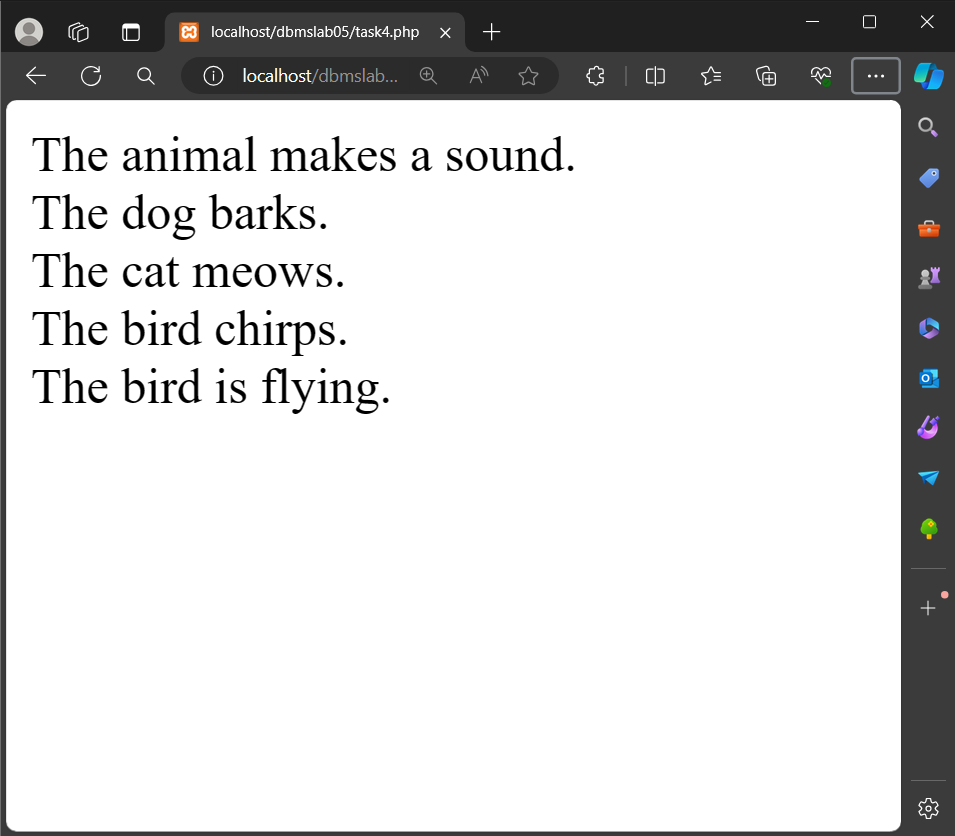 localhost/dbmslab05/task4.php
localhost/dbmslab...
The animal makes a sound.
The dog barks.
The cat meows.
The bird chirps.
The bird is flying.